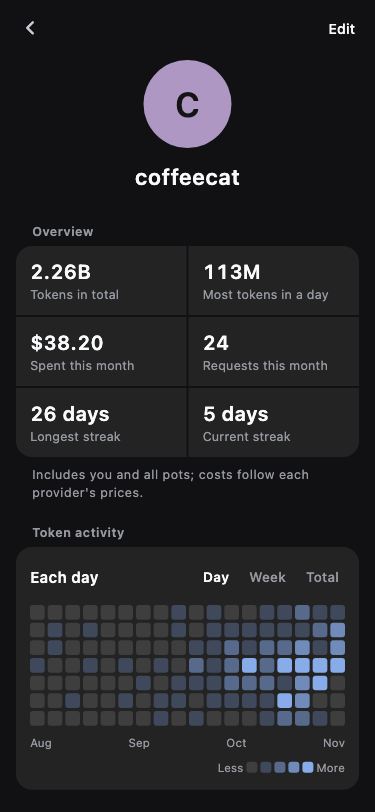 Edit
C
coffeecat
Overview
2.26B
Tokens in total
113M
Most tokens in a day
$38.20
Spent this month
24
Requests this month
26 days
Longest streak
5 days
Current streak
Includes you and all pots; costs follow each
provider's prices.
Token activity
Each day
Day
Week
Total
Aug
Sep
Oct
Nov
Less
More